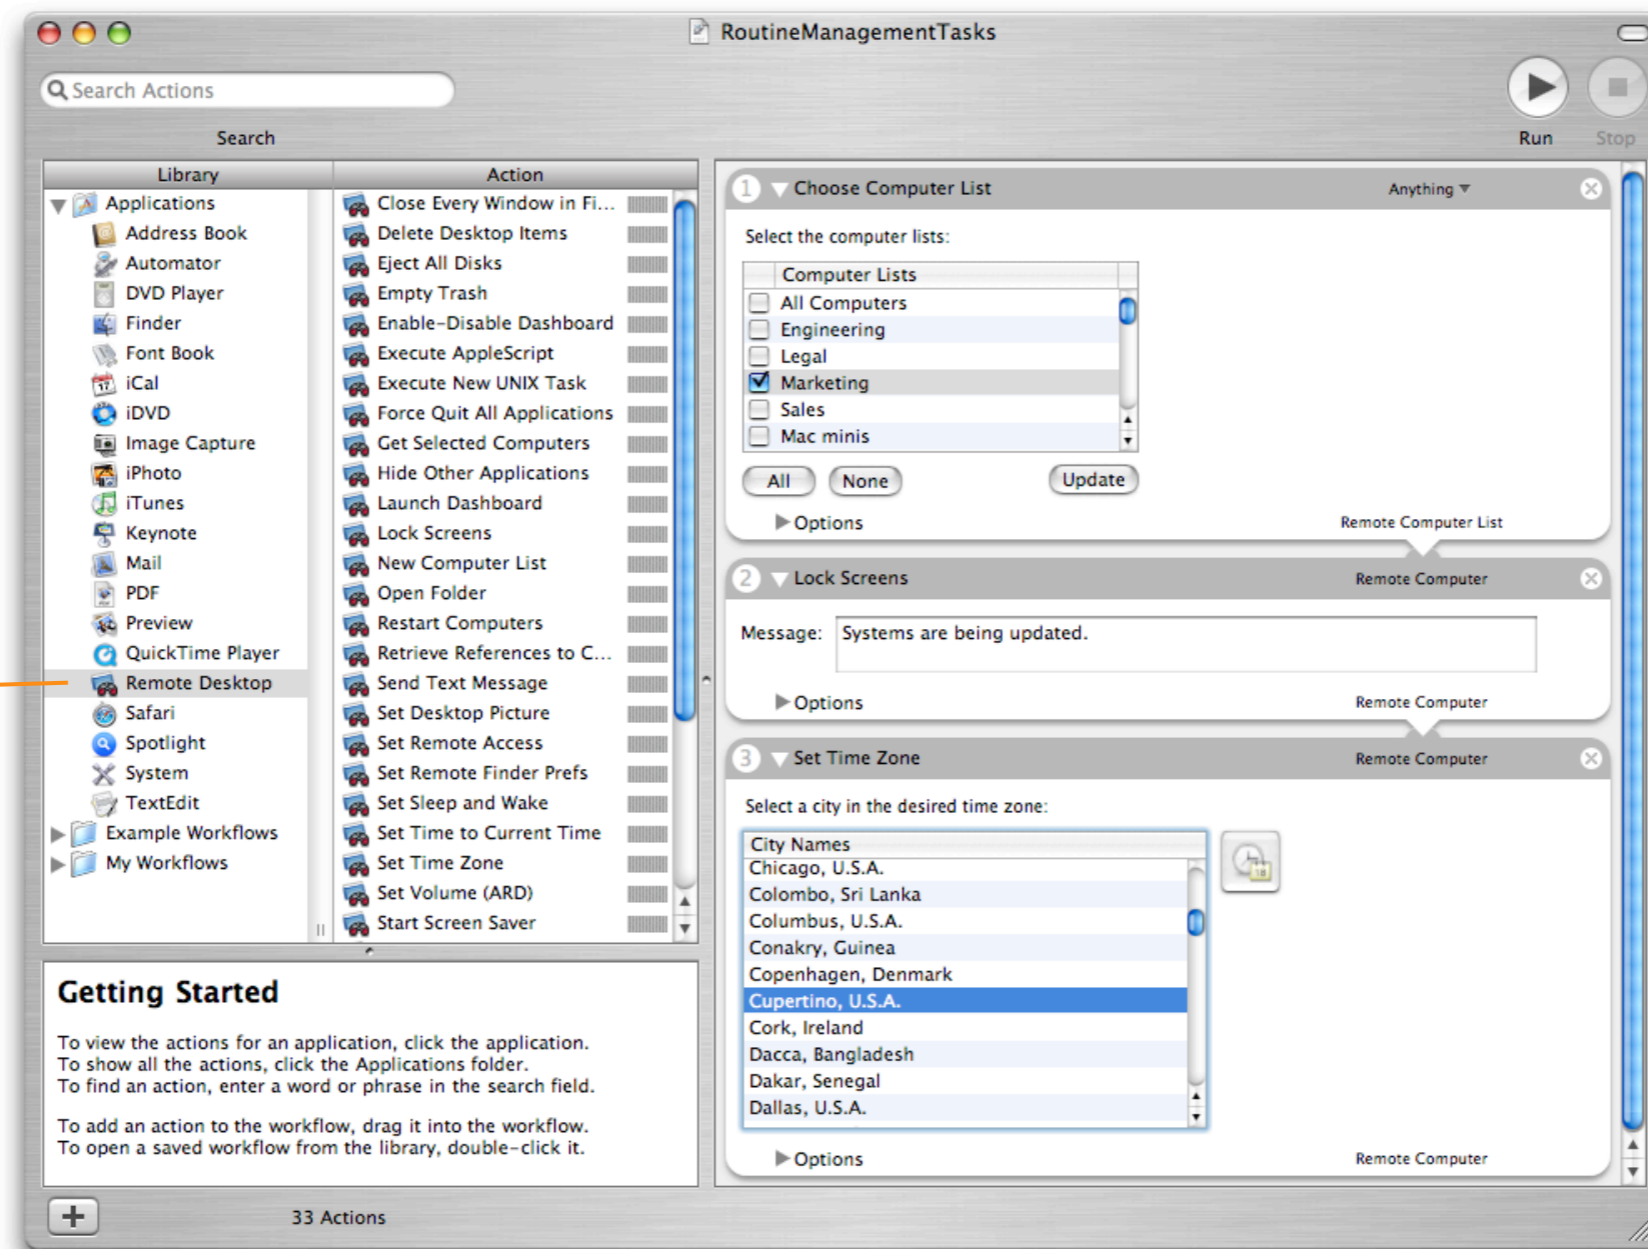 RoutineManagementTasks
Search Actions
Search
Run
Stop
Library
Applications
Address Book
Automator
DVD Player
Finder
Font Book
iCal
iDVD
Image Capture
iPhoto
iTunes
Keynote
Mail
PDF
Preview
QuickTime Player
Remote Desktop
Safari
Spotlight
System
TextEdit
Example Workflows
My Workflows
Action
Close Every Window in Fi...
Delete Desktop Items
Eject All Disks
Empty Trash
Enable-Disable Dashboard
Execute AppleScript
Execute New UNIX Task
Force Quit All Applications
Get Selected Computers
Hide Other Applications
Launch Dashboard
Lock Screens
New Computer List
Open Folder
Restart Computers
Retrieve References to C...
Send Text Message
Set Desktop Picture
Set Remote Access
Set Remote Finder Prefs
Set Sleep and Wake
Set Time to Current Time
Set Time Zone
Set Volume (ARD)
Start Screen Saver
Getting Started
To view the actions for an application, click the application.
To show all the actions, click the Applications folder.
To find an action, enter a word or phrase in the search field.
To add an action to the workflow, drag it into the workflow.
To open a saved workflow from the library, double-click it.
33 Actions
1 Choose Computer List Anything
Select the computer lists:
Computer Lists
All Computers
Engineering
Legal
Marketing
Sales
Mac minis
All None Update
Options Remote Computer List
2 Lock Screens Remote Computer
Message: Systems are being updated.
Options Remote Computer
3 Set Time Zone Remote Computer
Select a city in the desired time zone:
City Names
Chicago, U.S.A.
Colombo, Sri Lanka
Columbus, U.S.A.
Conakry, Guinea
Copenhagen, Denmark
Cupertino, U.S.A.
Cork, Ireland
Dacca, Bangladesh
Dakar, Senegal
Dallas, U.S.A.
Options Remote Computer